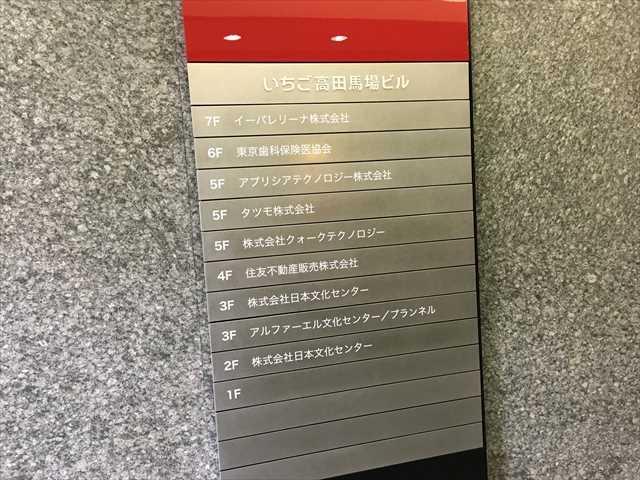 いちご高田馬場ビル
7F イーバレリーナ株式会社
6F 東京歯科保険医協会
5F アプリシアテクノロジー株式会社
5F タツモ株式会社
5F 株式会社クォークテクノロジー
4F 住友不動産販売株式会社
3F 株式会社日本文化センター
3F アルファーエル文化センター/プランネル
2F 株式会社日本文化センター
1F